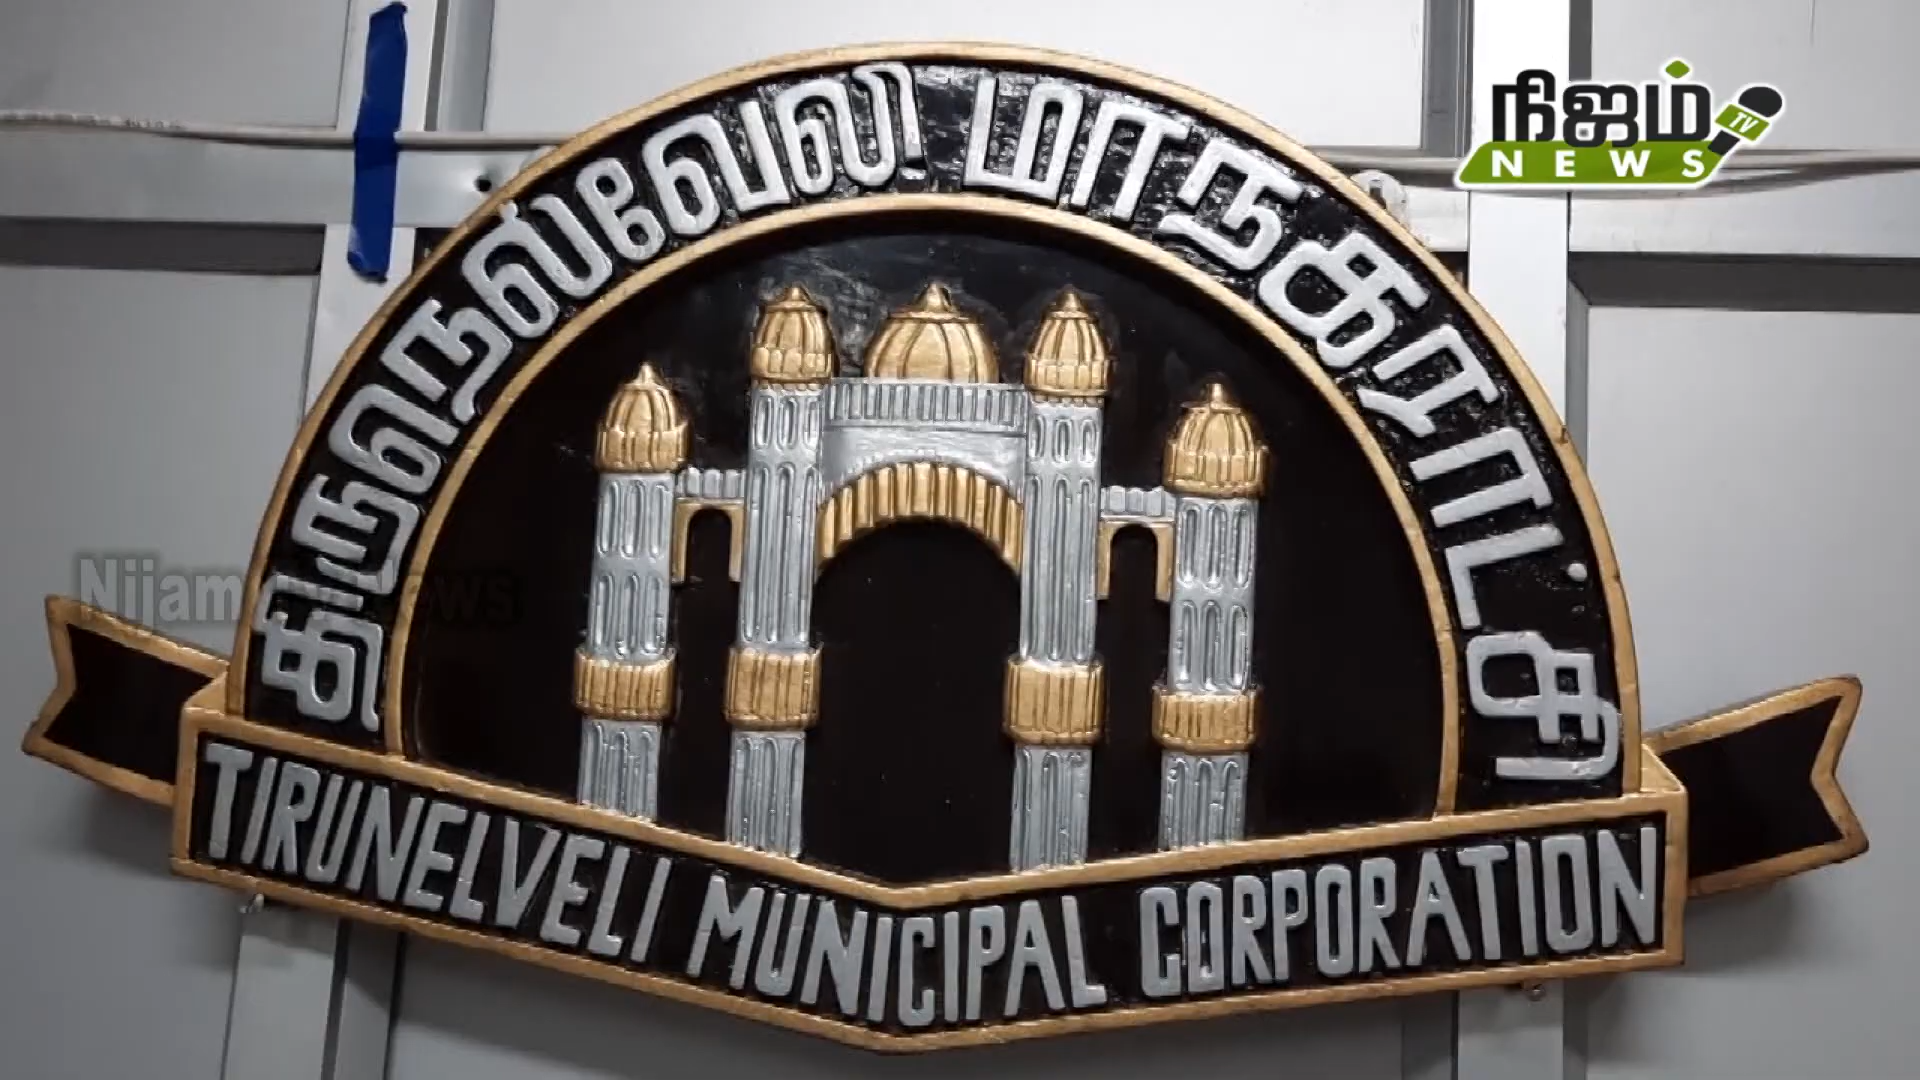 திருநெல்வேலி மாநகராட்சி
TIRUNELVELI MUNICIPAL CORPORATION
நிஜம்
TV
NEWS